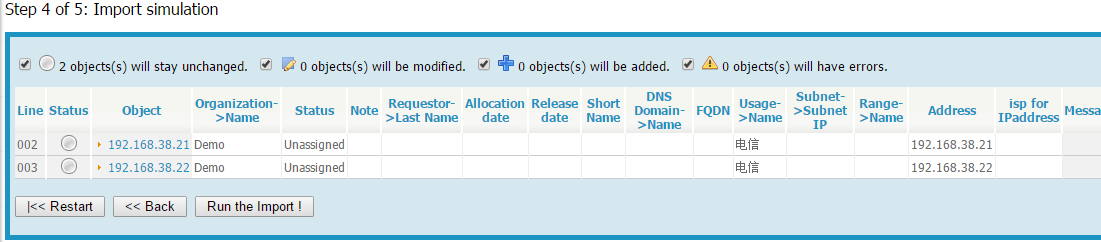 Step 4 of 5: Import simulation
2 objects(s) will stay unchanged. 0 objects(s) will be modified. 0 objects(s) will be added. 0 objects(s) will have errors.
Line Status Object Organization->Name Status Note Requestor->Last Name Allocation date Release date Short Name DNS Domain->Name FQDN Usage->Name Subnet->Subnet IP Range->Name Address isp for IPaddress Messa
002 192.168.38.21 Demo Unassigned 电信 192.168.38.21
003 192.168.38.22 Demo Unassigned 电信 192.168.38.22
|<< Restart << Back Run the Import !